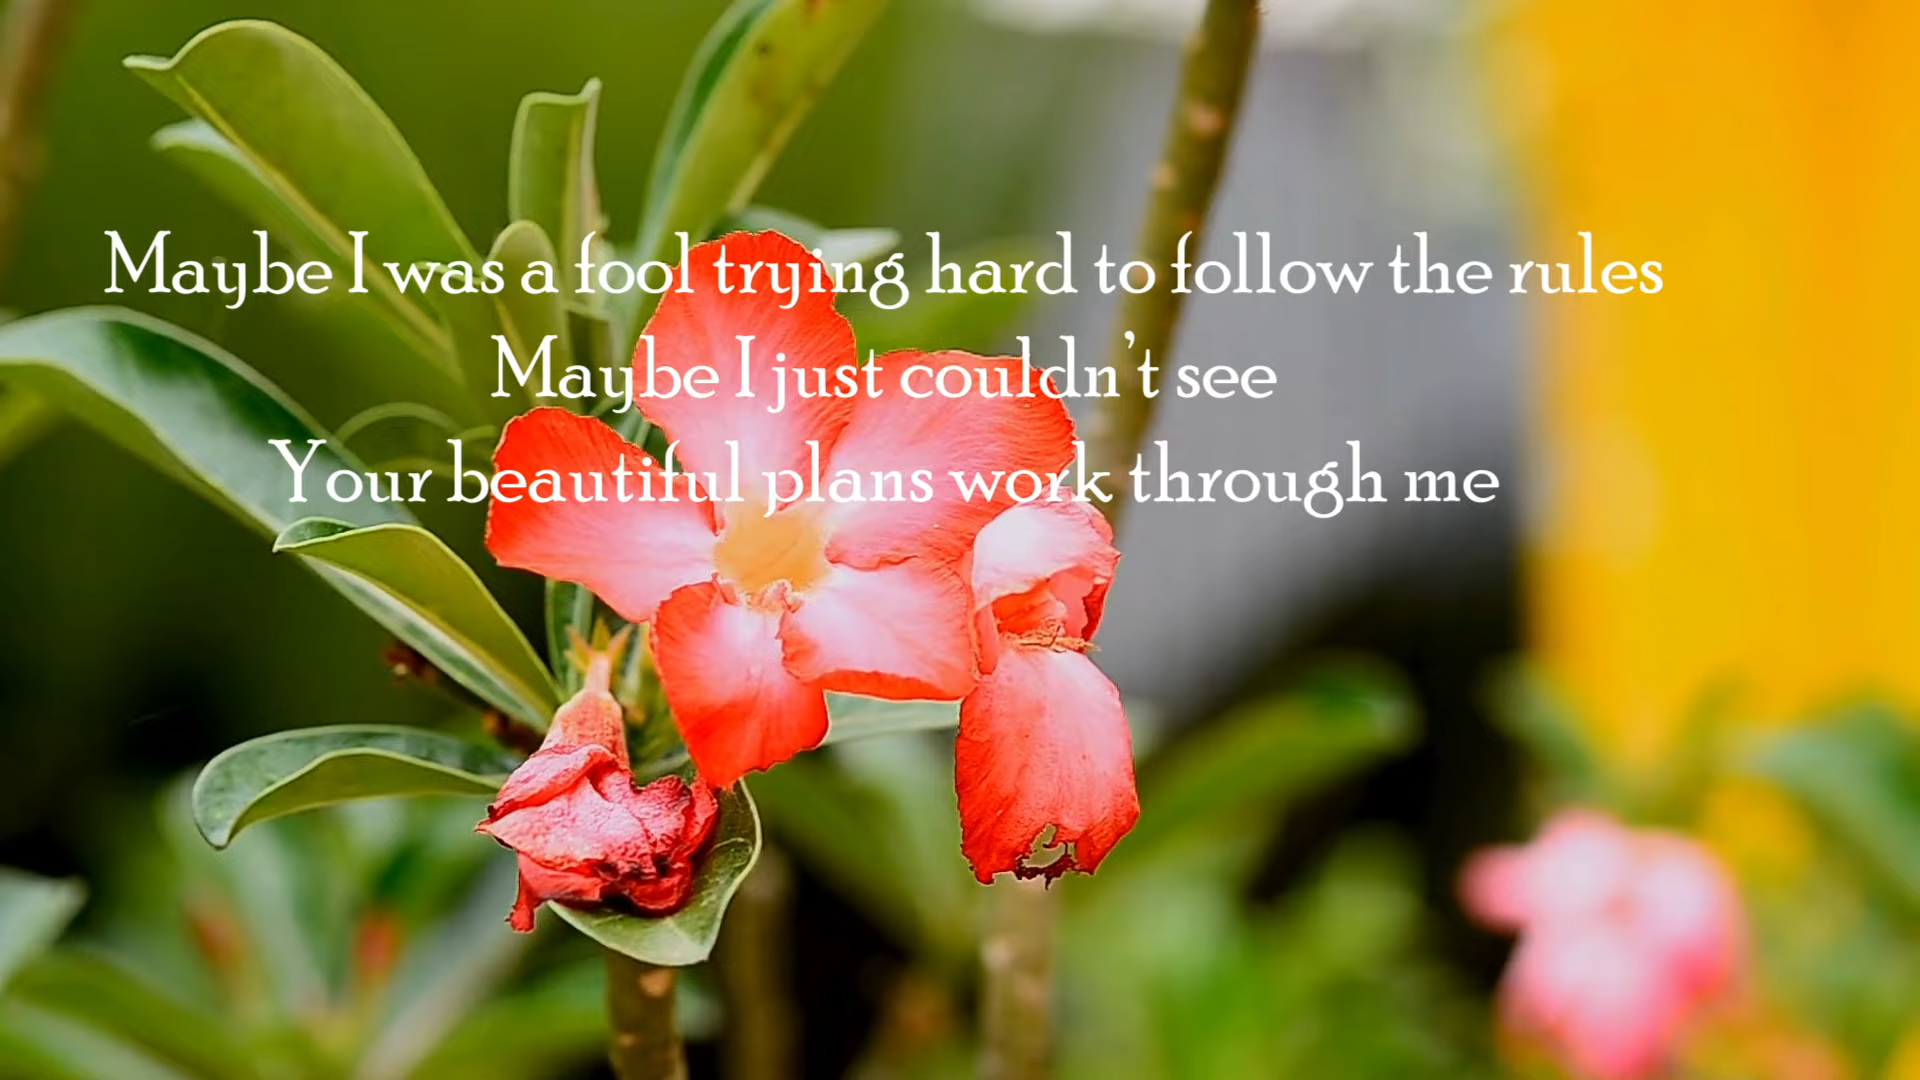 Maybe I was a fool trying hard to follow the rules
Maybe I just couldn't see
Your beautiful plans work through me